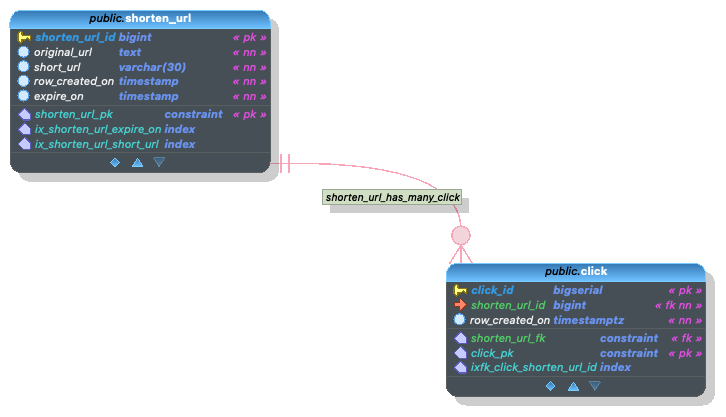 public.shorten_url
shorten_url_id bigint « pk »
original_url text « nn »
short_url varchar(30) « nn »
row_created_on timestamp « nn »
expire_on timestamp « nn »
shorten_url_pk constraint « pk »
ix_shorten_url_expire_on index
ix_shorten_url_short_url index
shorten_url_has_many_click
public.click
click_id bigserial « pk »
shorten_url_id bigint « fk nn »
row_created_on timestamptz « nn »
shorten_url_fk constraint « fk »
click_pk constraint « pk »
ixfk_click_shorten_url_id index